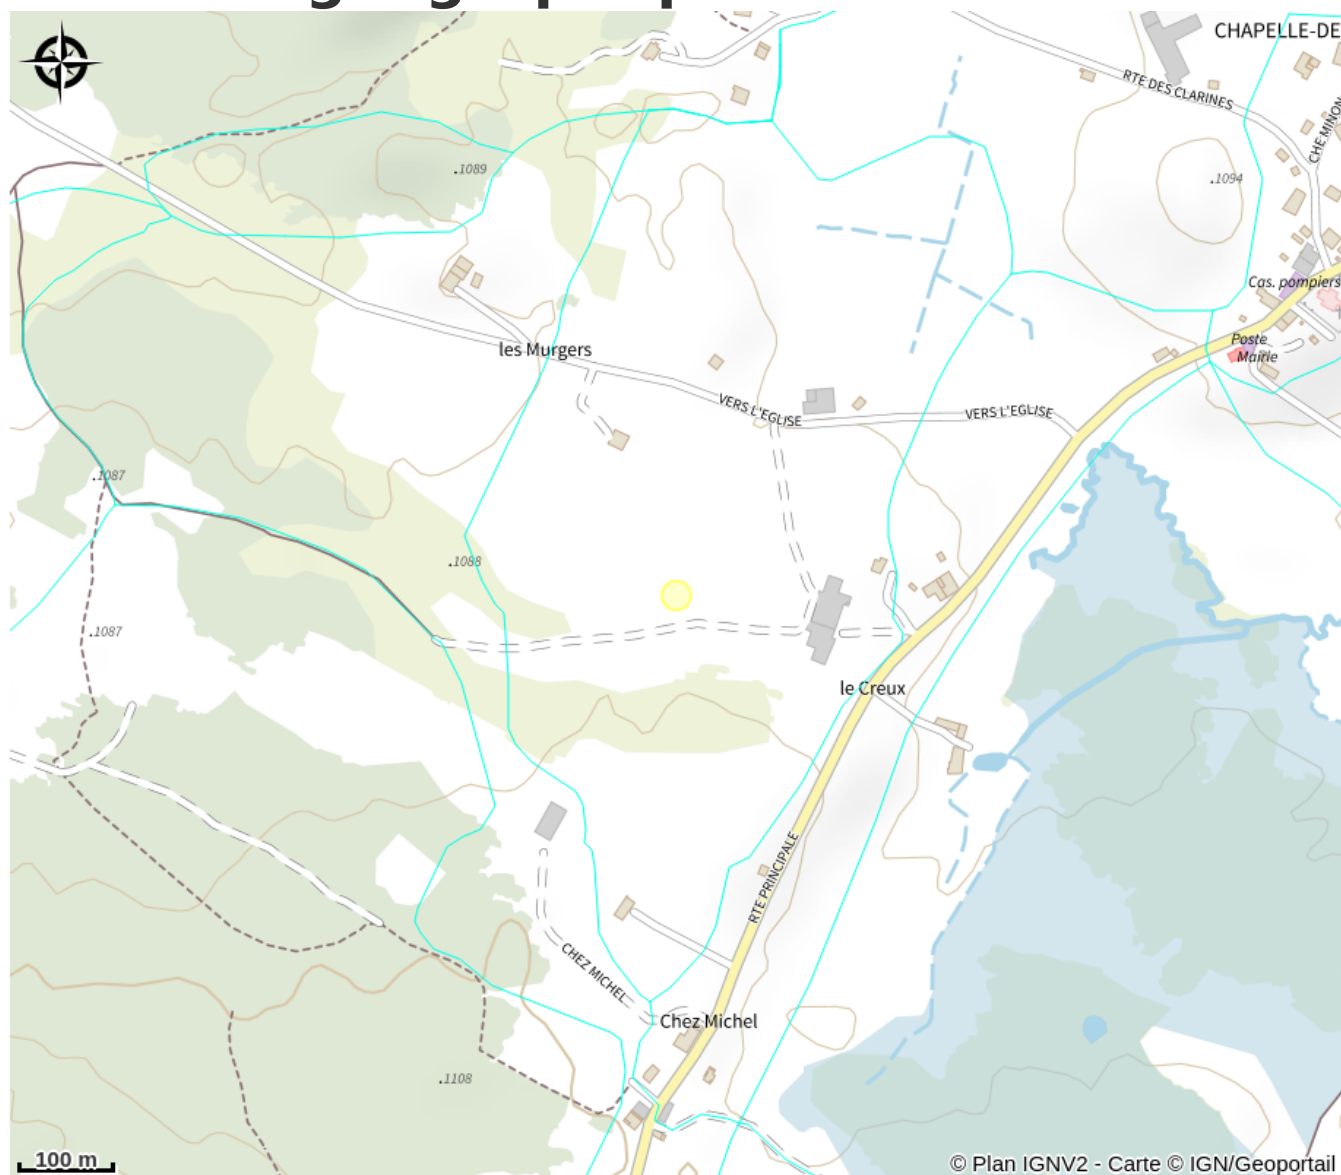 CHAPELLE-DE
RTE DES CLARINES
CHE MINON
.1089
.1094
Cas. pompiers
les Murgers
Poste
Mairie
VERS L'EGLISE
VERS L'EGLISE
.1087
.1088
.1087
le Creux
RTE PRINCIPALE
CHEZ MICHEL
Chez Michel
.1108
100 m
© Plan IGNV2 - Carte © IGN/Geoportail